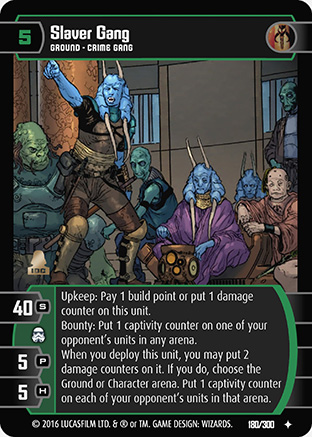 5 Slaver Gang
GROUND - CRIME GANG
IDC
40 S
5 P
5 H
Upkeep: Pay 1 build point or put 1 damage
counter on this unit.
Bounty: Put 1 captivity counter on one of your
opponent's units in any arena.
When you deploy this unit, you may put 2
damage counters on it. If you do, choose the
Ground or Character arena. Put 1 captivity counter
on each of your opponent's units in that arena.
© 2016 LUCASFILM LTD. & ® or TM. GAME DESIGN: WIZARDS. 180/300